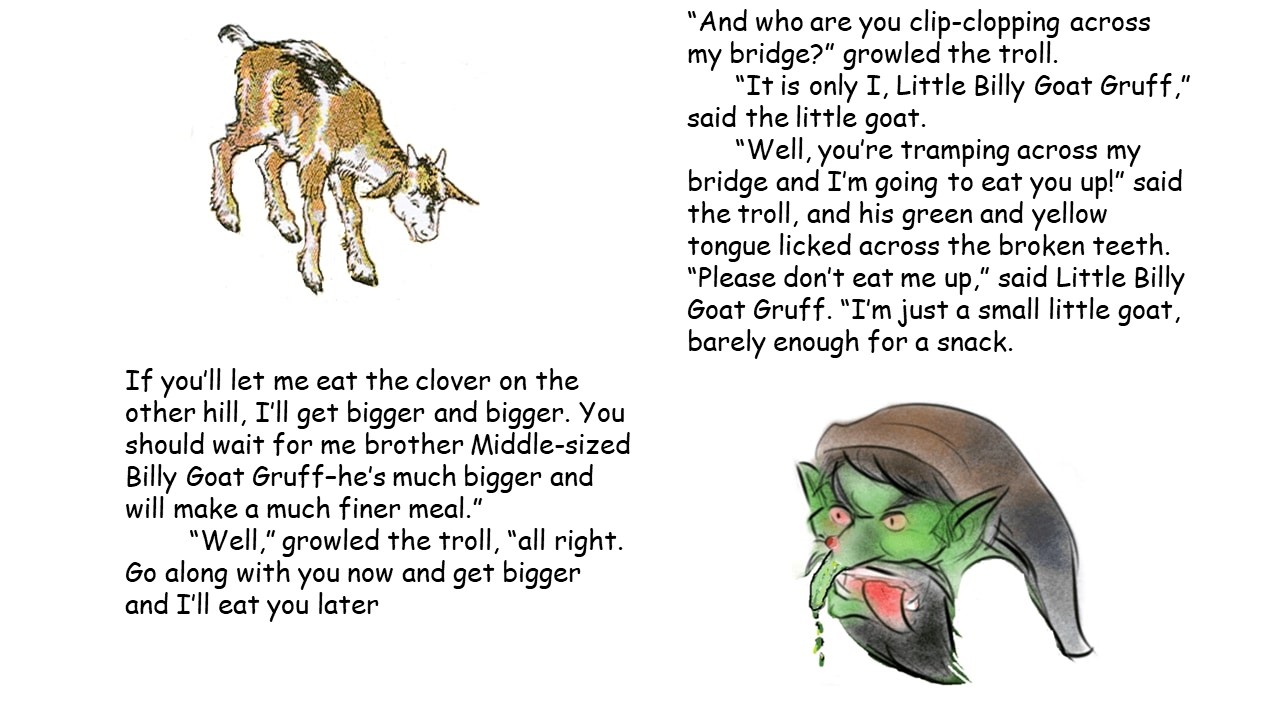 “And who are you clip-clopping across
my bridge?” growled the troll.
“It is only I, Little Billy Goat Gruff,”
said the little goat.
“Well, you’re tramping across my
bridge and I’m going to eat you up!” said
the troll, and his green and yellow
tongue licked across the broken teeth.
“Please don’t eat me up,” said Little Billy
Goat Gruff. “I’m just a small little goat,
barely enough for a snack.
If you’ll let me eat the clover on the
other hill, I’ll get bigger and bigger. You
should wait for me brother Middle-sized
Billy Goat Gruff–he’s much bigger and
will make a much finer meal.”
“Well,” growled the troll, “all right.
Go along with you now and get bigger
and I’ll eat you later